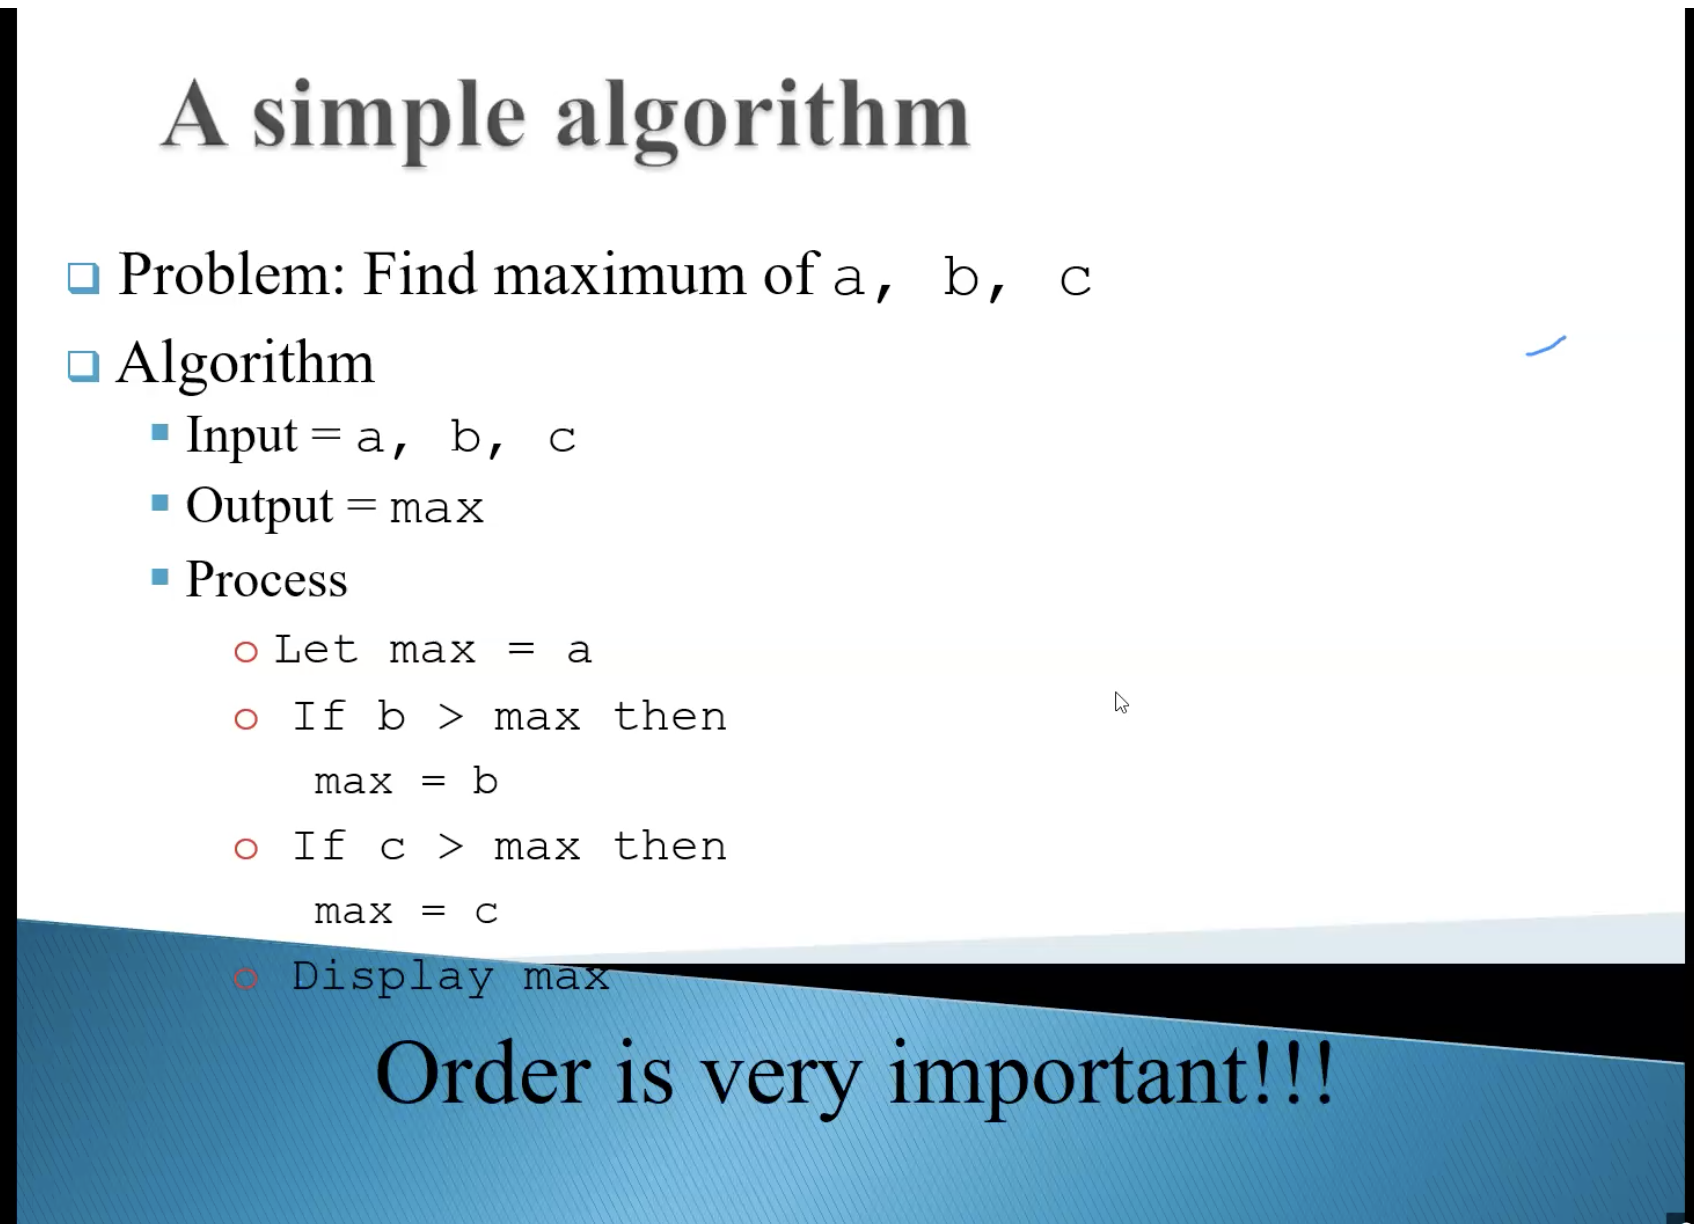 A simple algorithm
Problem: Find maximum of a, b, c
Algorithm
Input = a, b, c
Output = max
Process
Let max = a
If b > max then
max = b
If c > max then
max = c
Display max
Order is very important!!!